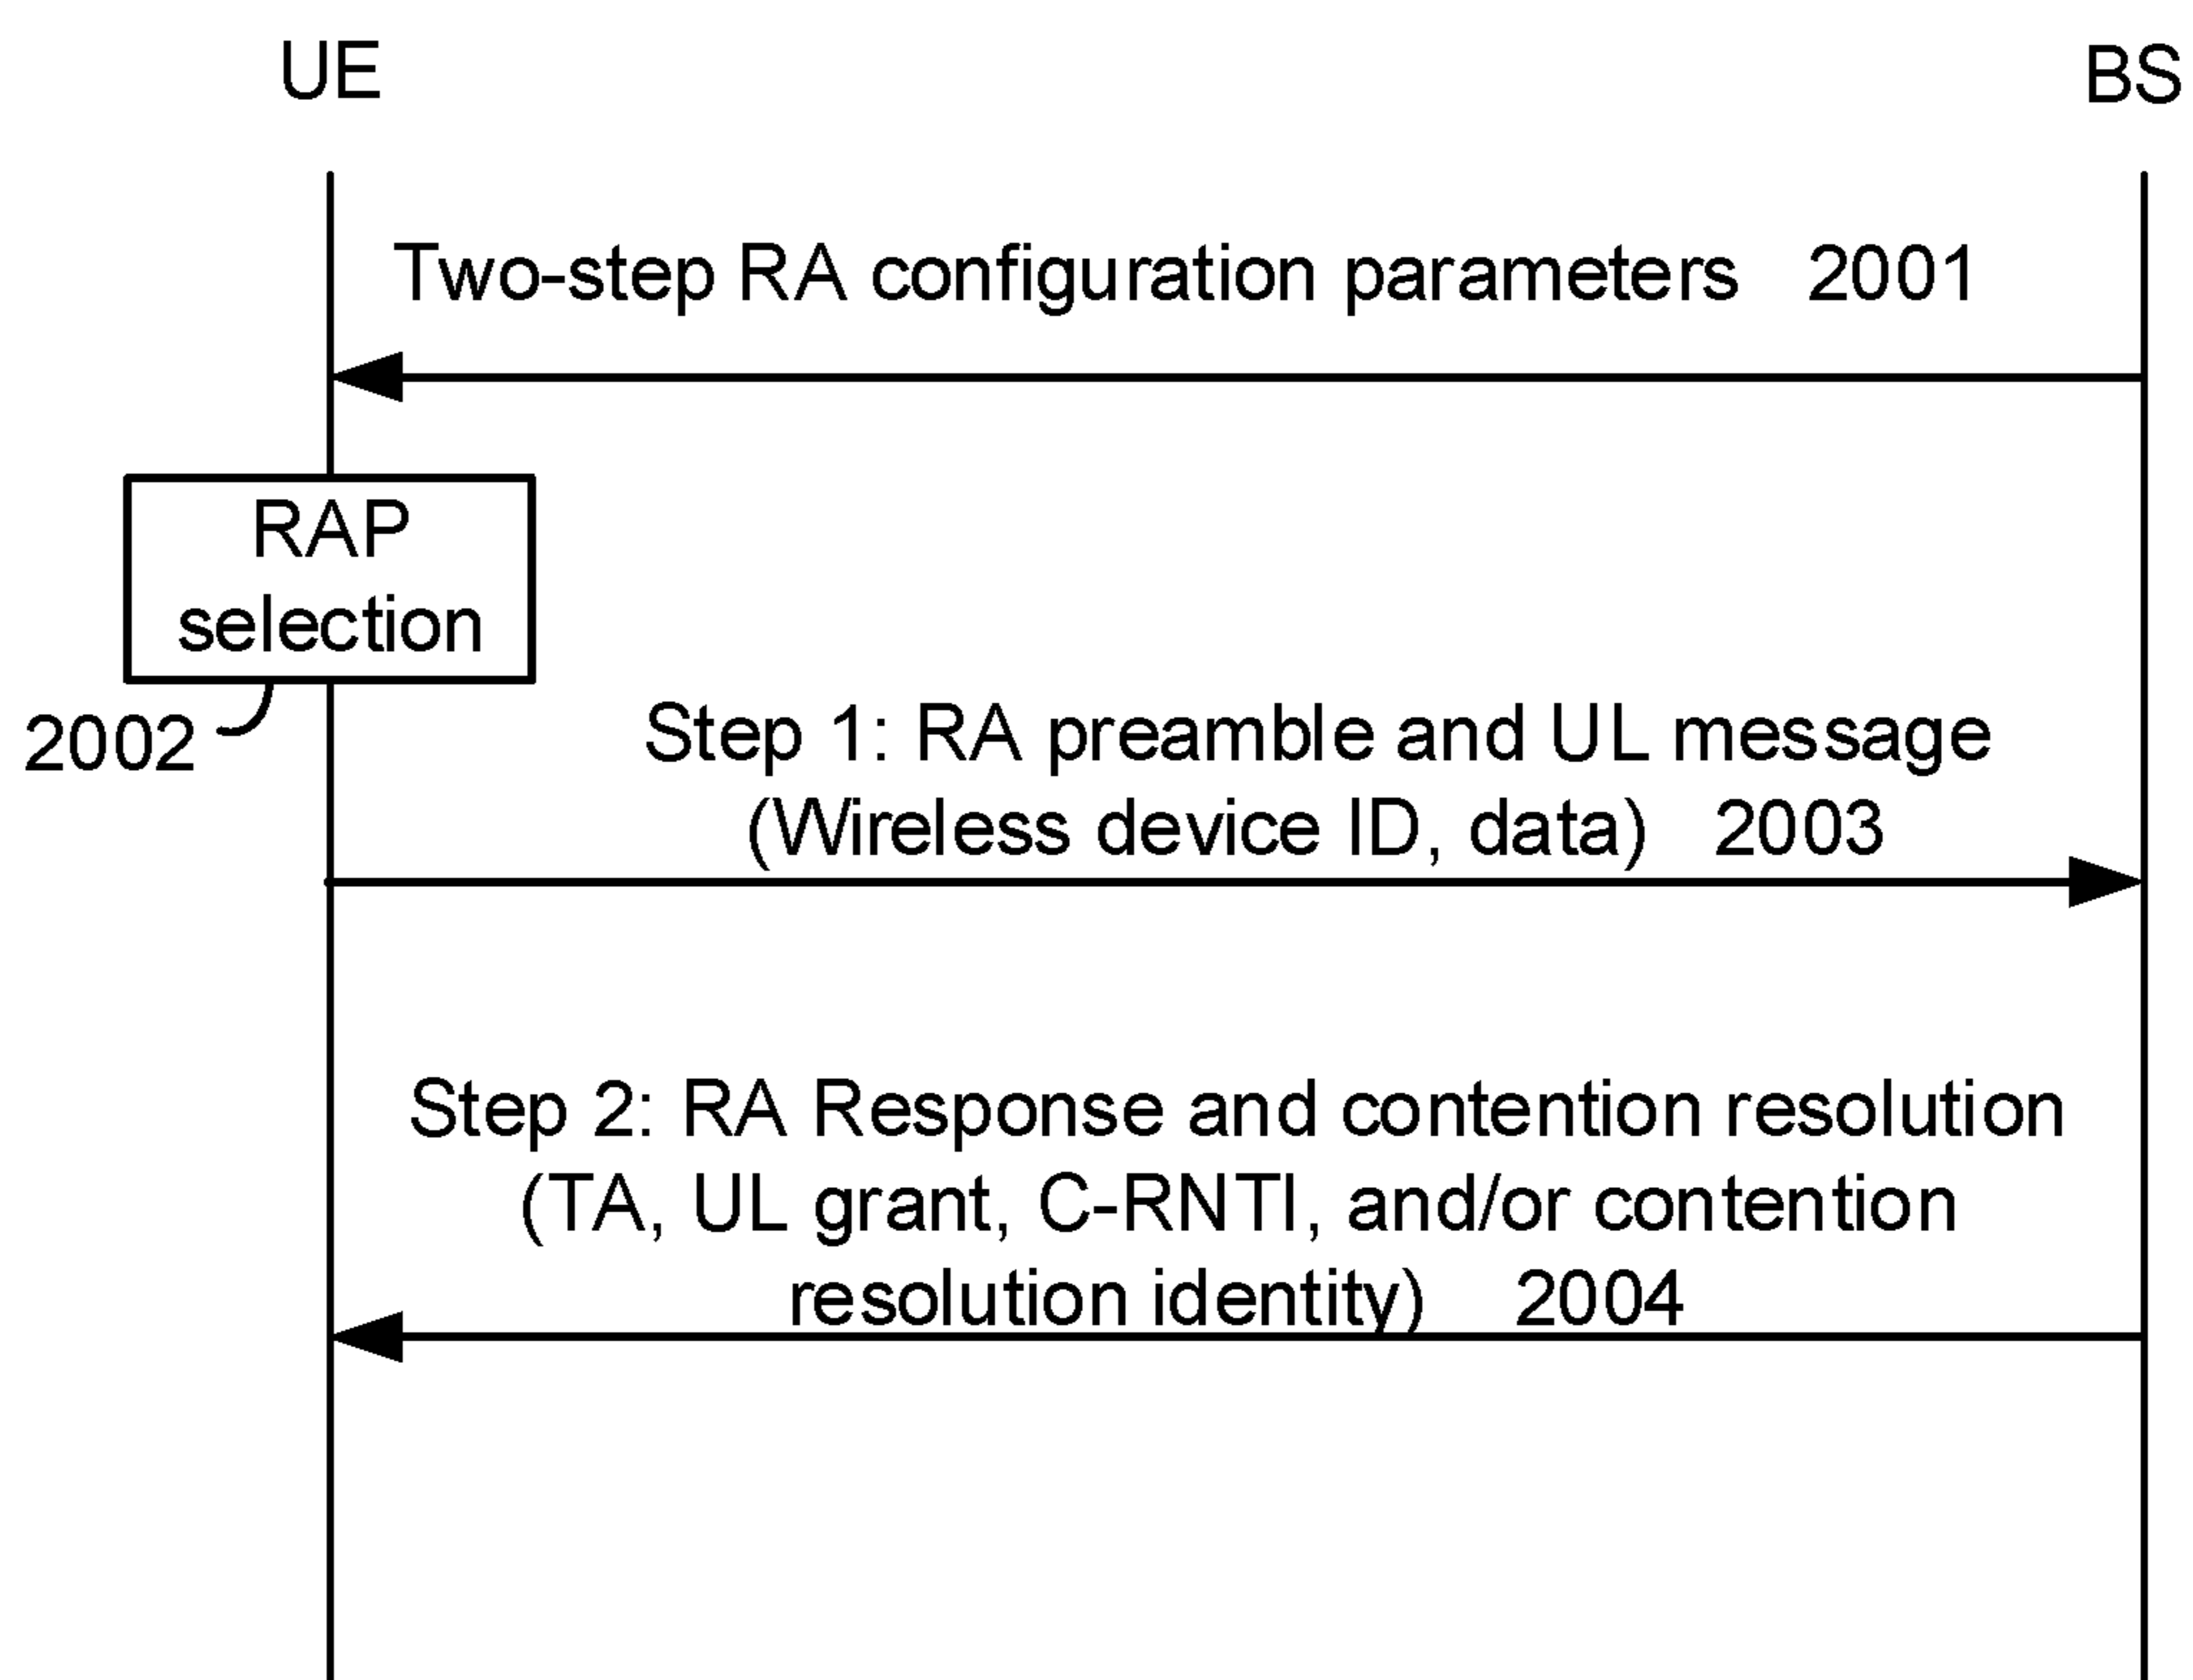 UE
BS
Two-step RA configuration parameters 2001
RAP
selection
2002
Step 1: RA preamble and UL message
(Wireless device ID, data) 2003
Step 2: RA Response and contention resolution
(TA, UL grant, C-RNTI, and/or contention
resolution identity) 2004